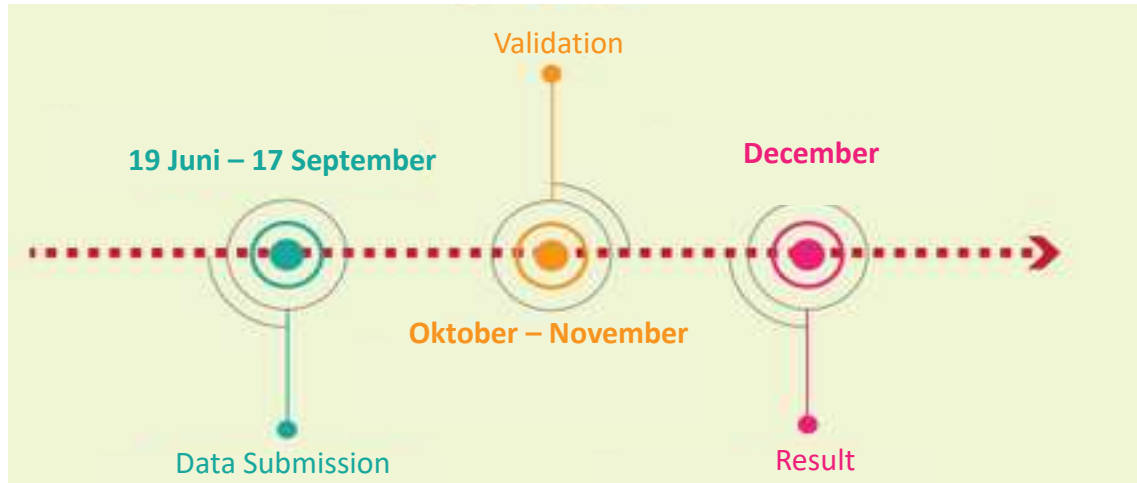 Validation
19 Juni – 17 September
December
Oktober – November
Data Submission
Result